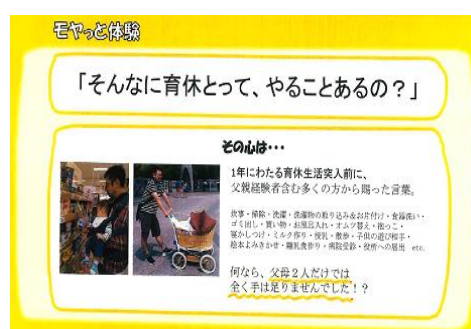 モヤっと体験
「そんなに育休とって、やることあるの？」
その心は・・・
1年にわたる育休生活突入前に、
父親経験者含む多くの方から賜った言葉。
炊事・掃除・洗濯・洗濯物の取り込み&お片付け・食器洗い・
ゴミ出し・買い物・お風呂入れ・オムツ替え・抱っこ・
寝かしつけ・ミルク作り・授乳・散歩・子供の遊び相手・
絵本よみきかせ・離乳食作り・病院受診・役所への届出 etc.
何なら、父母２人だけでは
全く手は足りませんでした！？